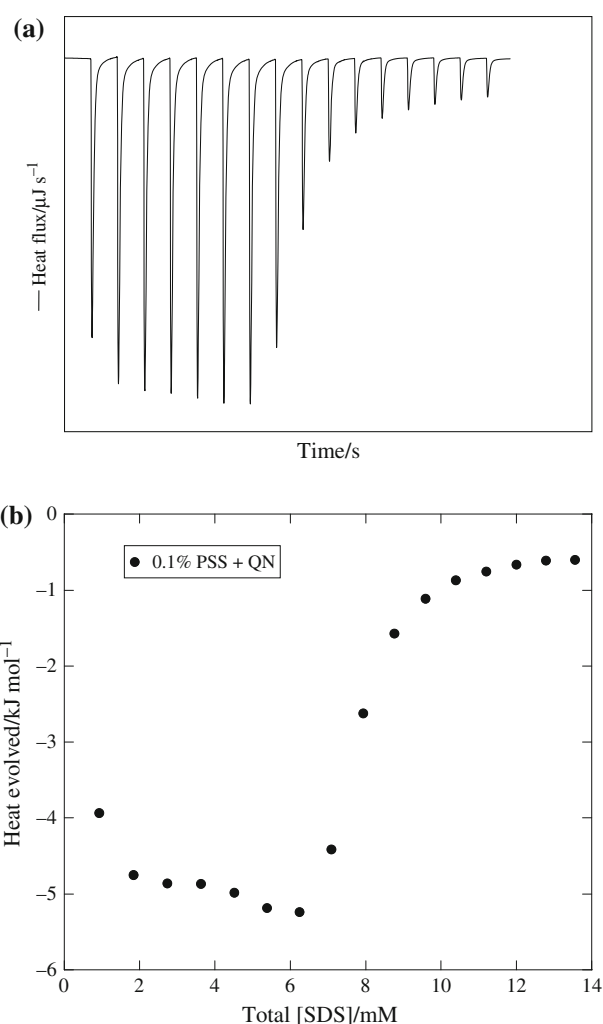 (a)
— Heat flux/μJ s⁻¹
Time/s
(b)
0
−1
−2
−3
−4
−5
−6
Heat evolved/kJ mol⁻¹
0.1% PSS + QN
0 2 4 6 8 10 12 14
Total [SDS]/mM